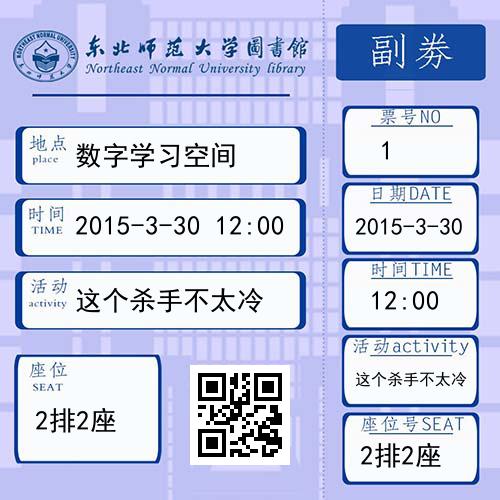 东北师范大学圖書館
Northeast Normal University library
地点
place
数字学习空间
时间
TIME
2015-3-30 12:00
活动
activity
这个杀手不太冷
座位
SEAT
2排2座
副券
票号NO
1
日期DATE
2015-3-30
时间TIME
12:00
活动activity
这个杀手不太冷
座位号SEAT
2排2座